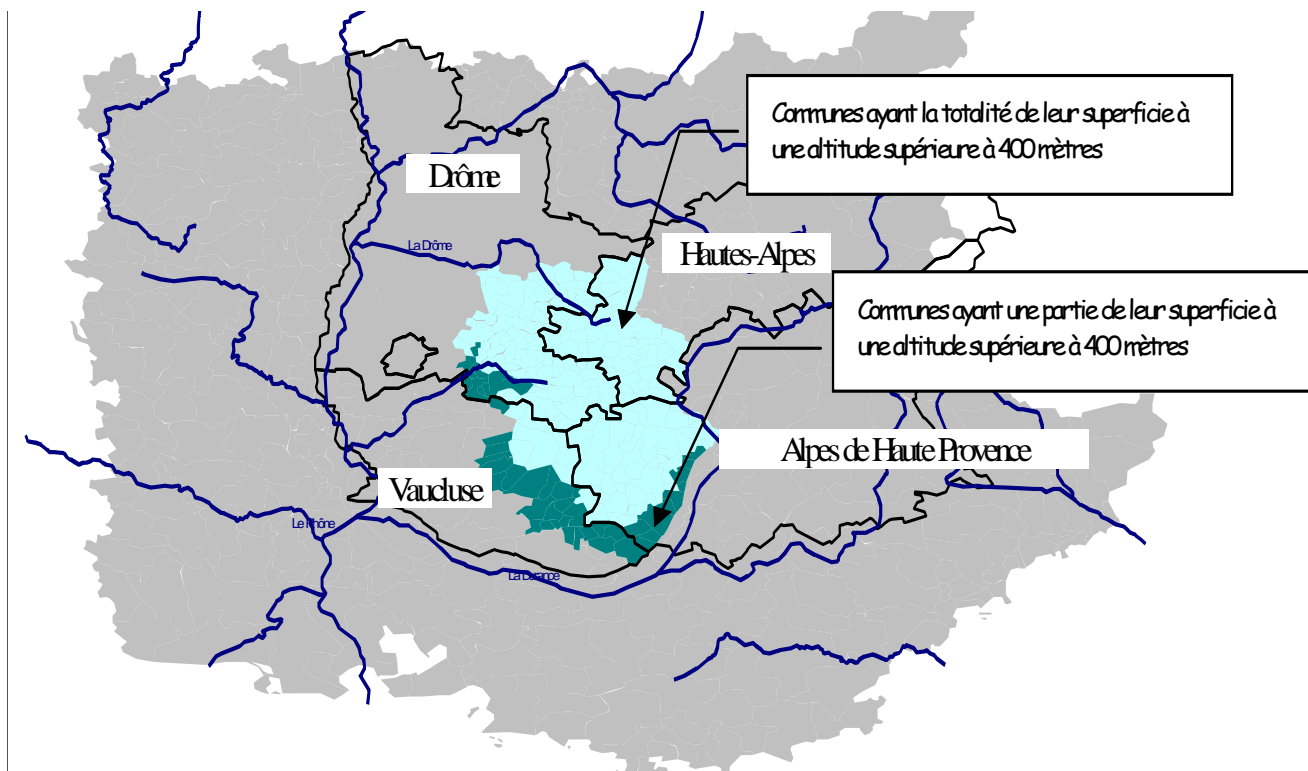 Communes ayant la totalité de leur superficie à
une altitude supérieure à 400 mètres
Drôme
La Drôme
Hautes-Alpes
Communes ayant une partie de leur superficie à
une altitude supérieure à 400 mètres
Alpes de Haute Provence
Vaucluse
Le Rhône
La Durance